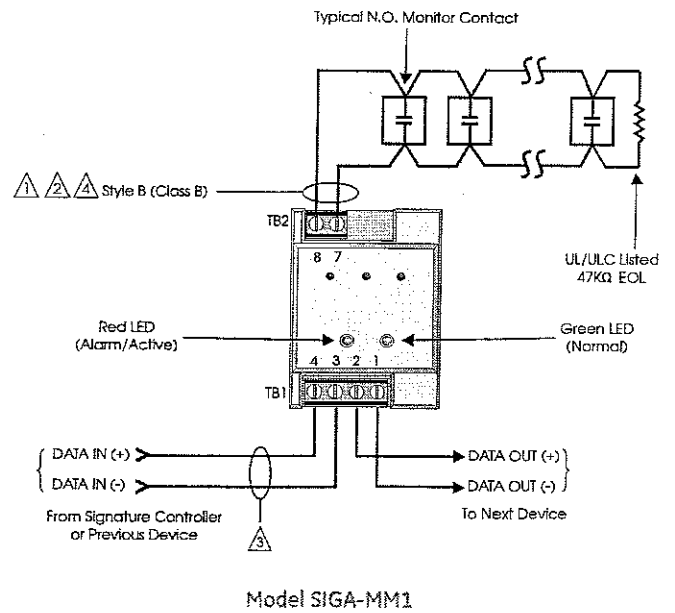 Typical N.O. Monitor Contact
1 2 4 Style B (Class B)
TB2
8 7
UL/ULC Listed
47KΩ EOL
Red LED
(Alarm/Active)
Green LED
(Normal)
4 3 2 1
TB1
DATA IN (+)
DATA OUT (+)
DATA IN (-)
DATA OUT (-)
From Signature Controller
or Previous Device
To Next Device
3
Model SIGA-MM1